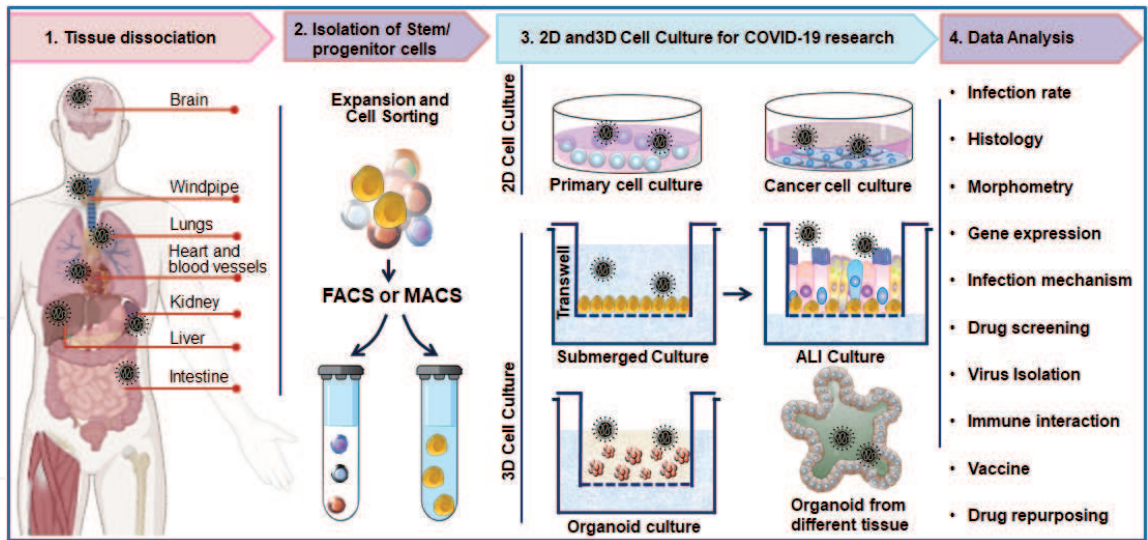 1. Tissue dissociation
2. Isolation of Stem/
progenitor cells
3. 2D and3D Cell Culture for COVID-19 research
4. Data Analysis
Brain
Windpipe
Lungs
Heart and
blood vessels
Kidney
Liver
Intestine
Expansion and
Cell Sorting
FACS or MACS
2D Cell Culture
Primary cell culture
Cancer cell culture
3D Cell Culture
Transwell
Submerged Culture
ALI Culture
Organoid culture
Organoid from
different tissue
• Infection rate
• Histology
• Morphometry
• Gene expression
• Infection mechanism
• Drug screening
• Virus Isolation
• Immune interaction
• Vaccine
• Drug repurposing